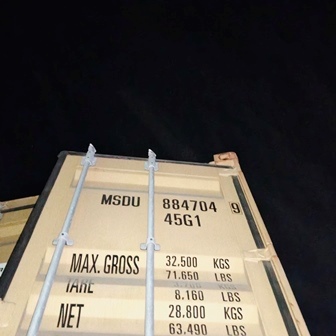 MSDU 884704 9
45G1
MAX. GROSS 32.500 KGS
71.650 LBS
TARE KGS
8.160 LBS
NET 28.800 KGS
63.490 LBS